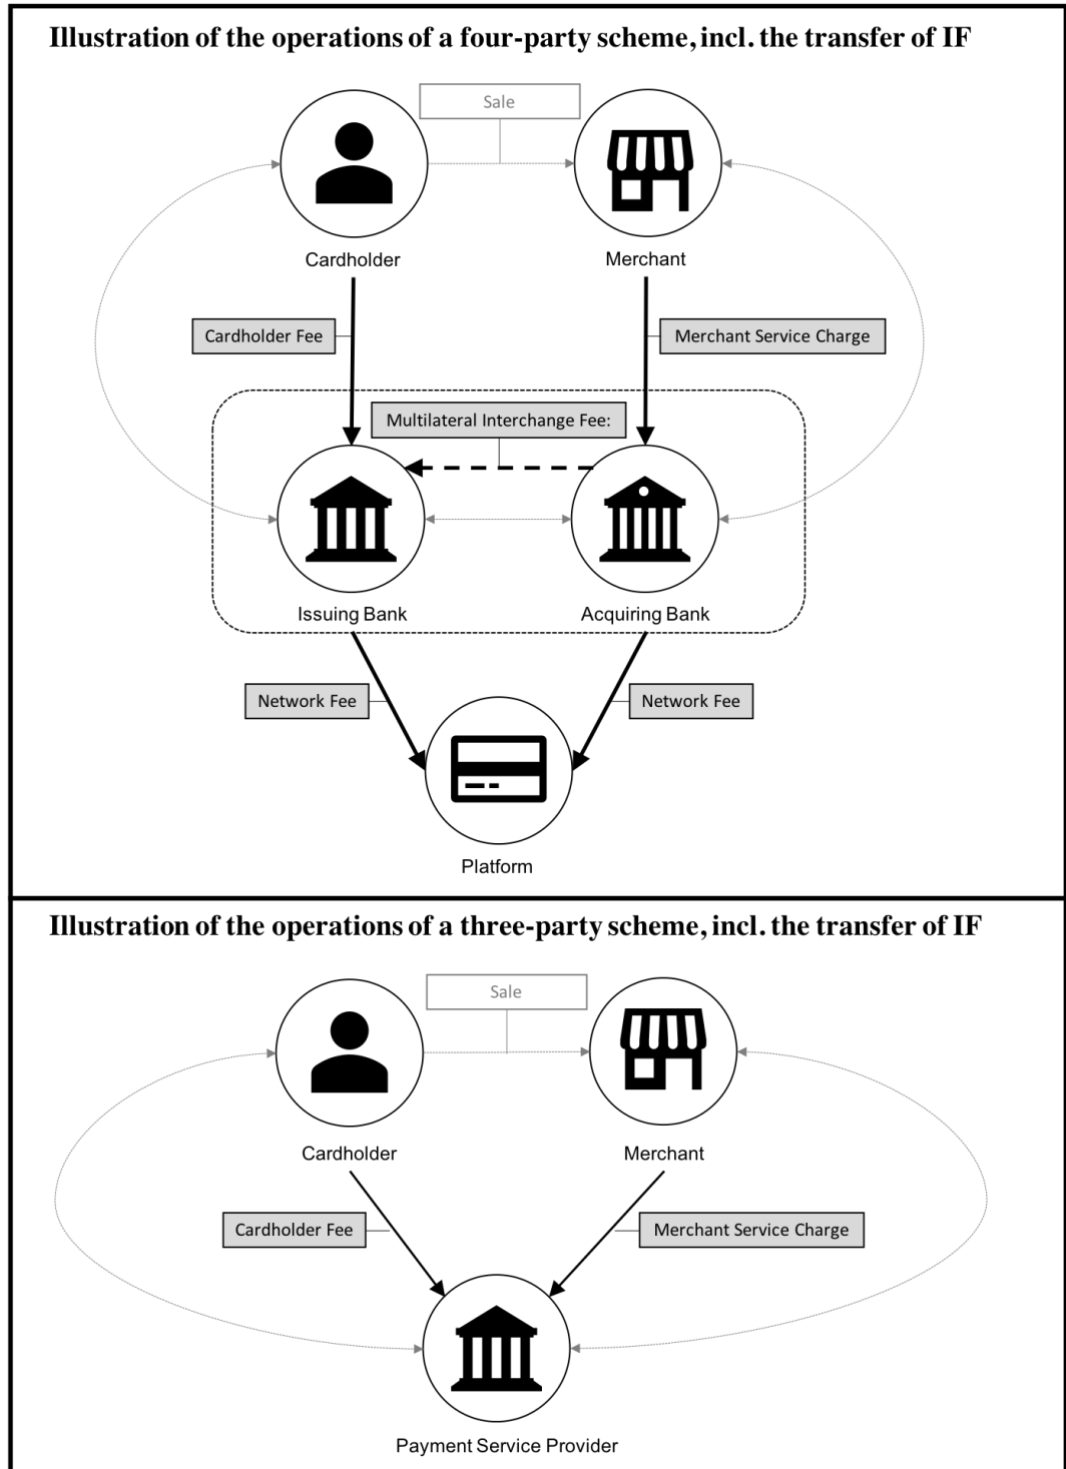 Illustration of the operations of a four-party scheme, incl. the transfer of IF
Sale
Cardholder
Merchant
Cardholder Fee
Merchant Service Charge
Multilateral Interchange Fee:
Issuing Bank
Acquiring Bank
Network Fee
Network Fee
Platform
Illustration of the operations of a three-party scheme, incl. the transfer of IF
Sale
Cardholder
Merchant
Cardholder Fee
Merchant Service Charge
Payment Service Provider